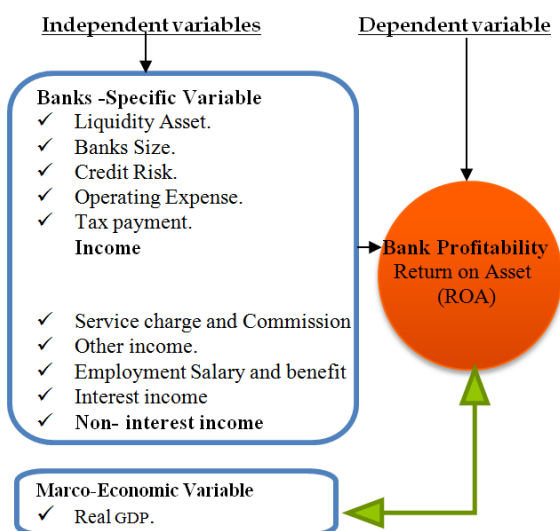 Independent variables
Dependent variable
Banks -Specific Variable
✓ Liquidity Asset.
✓ Banks Size.
✓ Credit Risk.
✓ Operating Expense.
✓ Tax payment.
Income
✓ Service charge and Commission
✓ Other income.
✓ Employment Salary and benefit
✓ Interest income
✓ Non- interest income
Bank Profitability
Return on Asset
(ROA)
Marco-Economic Variable
✓ Real GDP.